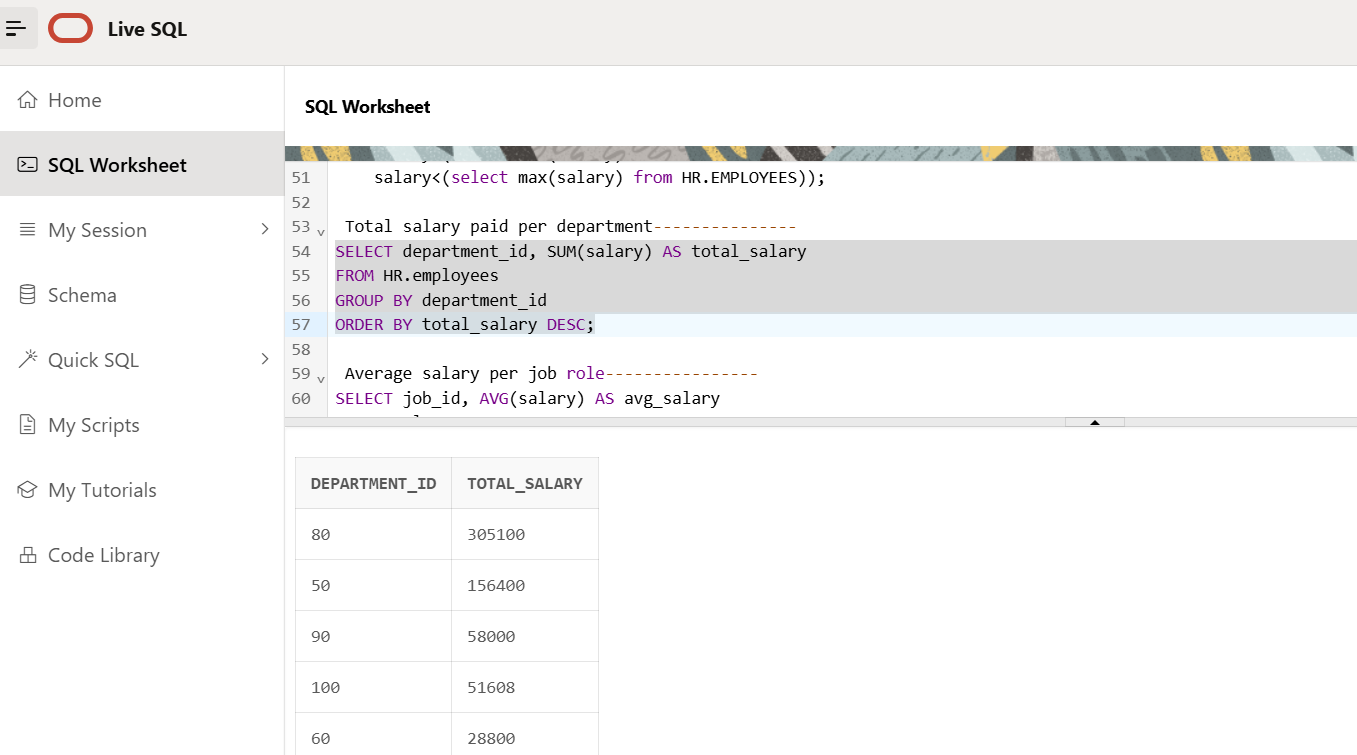 Live SQL
Home
SQL Worksheet
My Session
Schema
Quick SQL
My Scripts
My Tutorials
Code Library
SQL Worksheet
51 salary<(select max(salary) from HR.EMPLOYEES));
52
53 Total salary paid per department---------------
54 SELECT department_id, SUM(salary) AS total_salary
55 FROM HR.employees
56 GROUP BY department_id
57 ORDER BY total_salary DESC;
58
59 Average salary per job role----------------
60 SELECT job_id, AVG(salary) AS avg_salary
DEPARTMENT_ID TOTAL_SALARY
80 305100
50 156400
90 58000
100 51608
60 28800